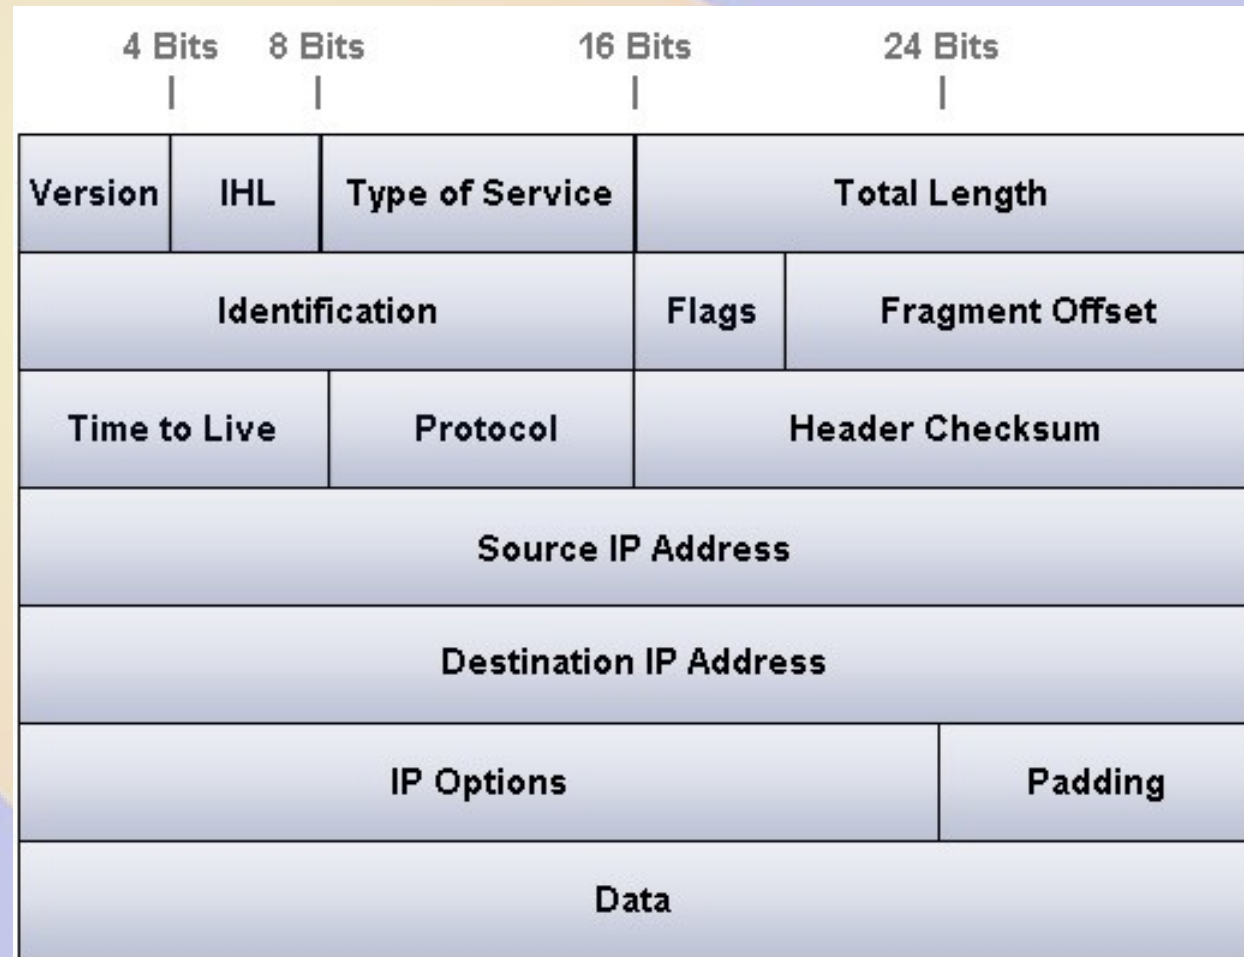 4 Bits 8 Bits 16 Bits 24 Bits
Version IHL Type of Service Total Length
Identification Flags Fragment Offset
Time to Live Protocol Header Checksum
Source IP Address
Destination IP Address
IP Options Padding
Data